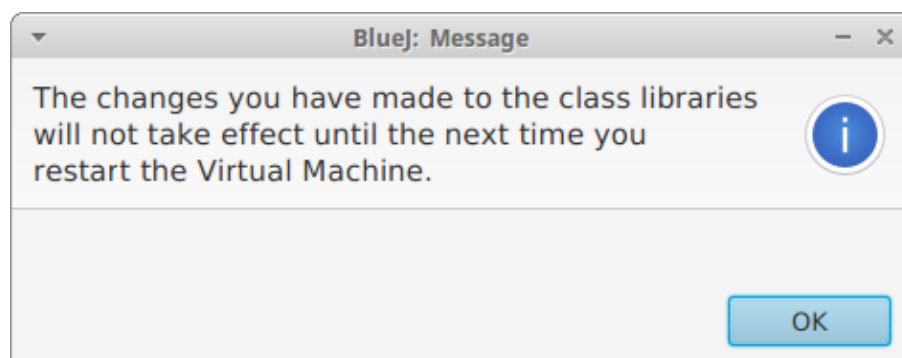 BlueJ: Message
The changes you have made to the class libraries
will not take effect until the next time you
restart the Virtual Machine.
i
OK